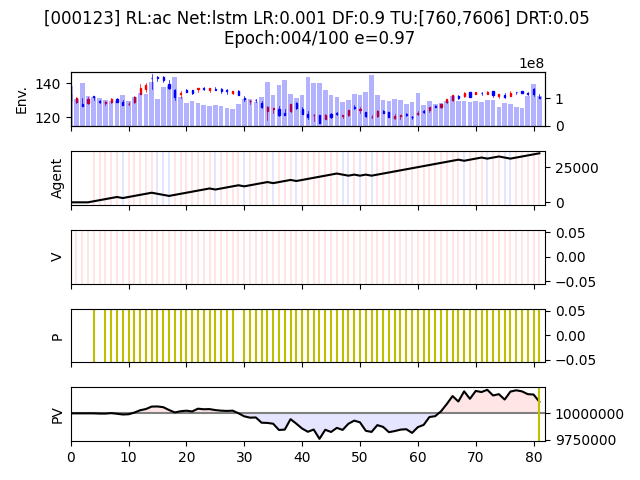 [000123] RL:ac Net:lstm LR:0.001 DF:0.9 TU:[760,7606] DRT:0.05
Epoch:004/100 e=0.97
1e8
Env.
140
120
1
0
Agent
25000
0
V
0.05
0.00
−0.05
P
0.05
0.00
−0.05
PV
10000000
9750000
0 10 20 30 40 50 60 70 80